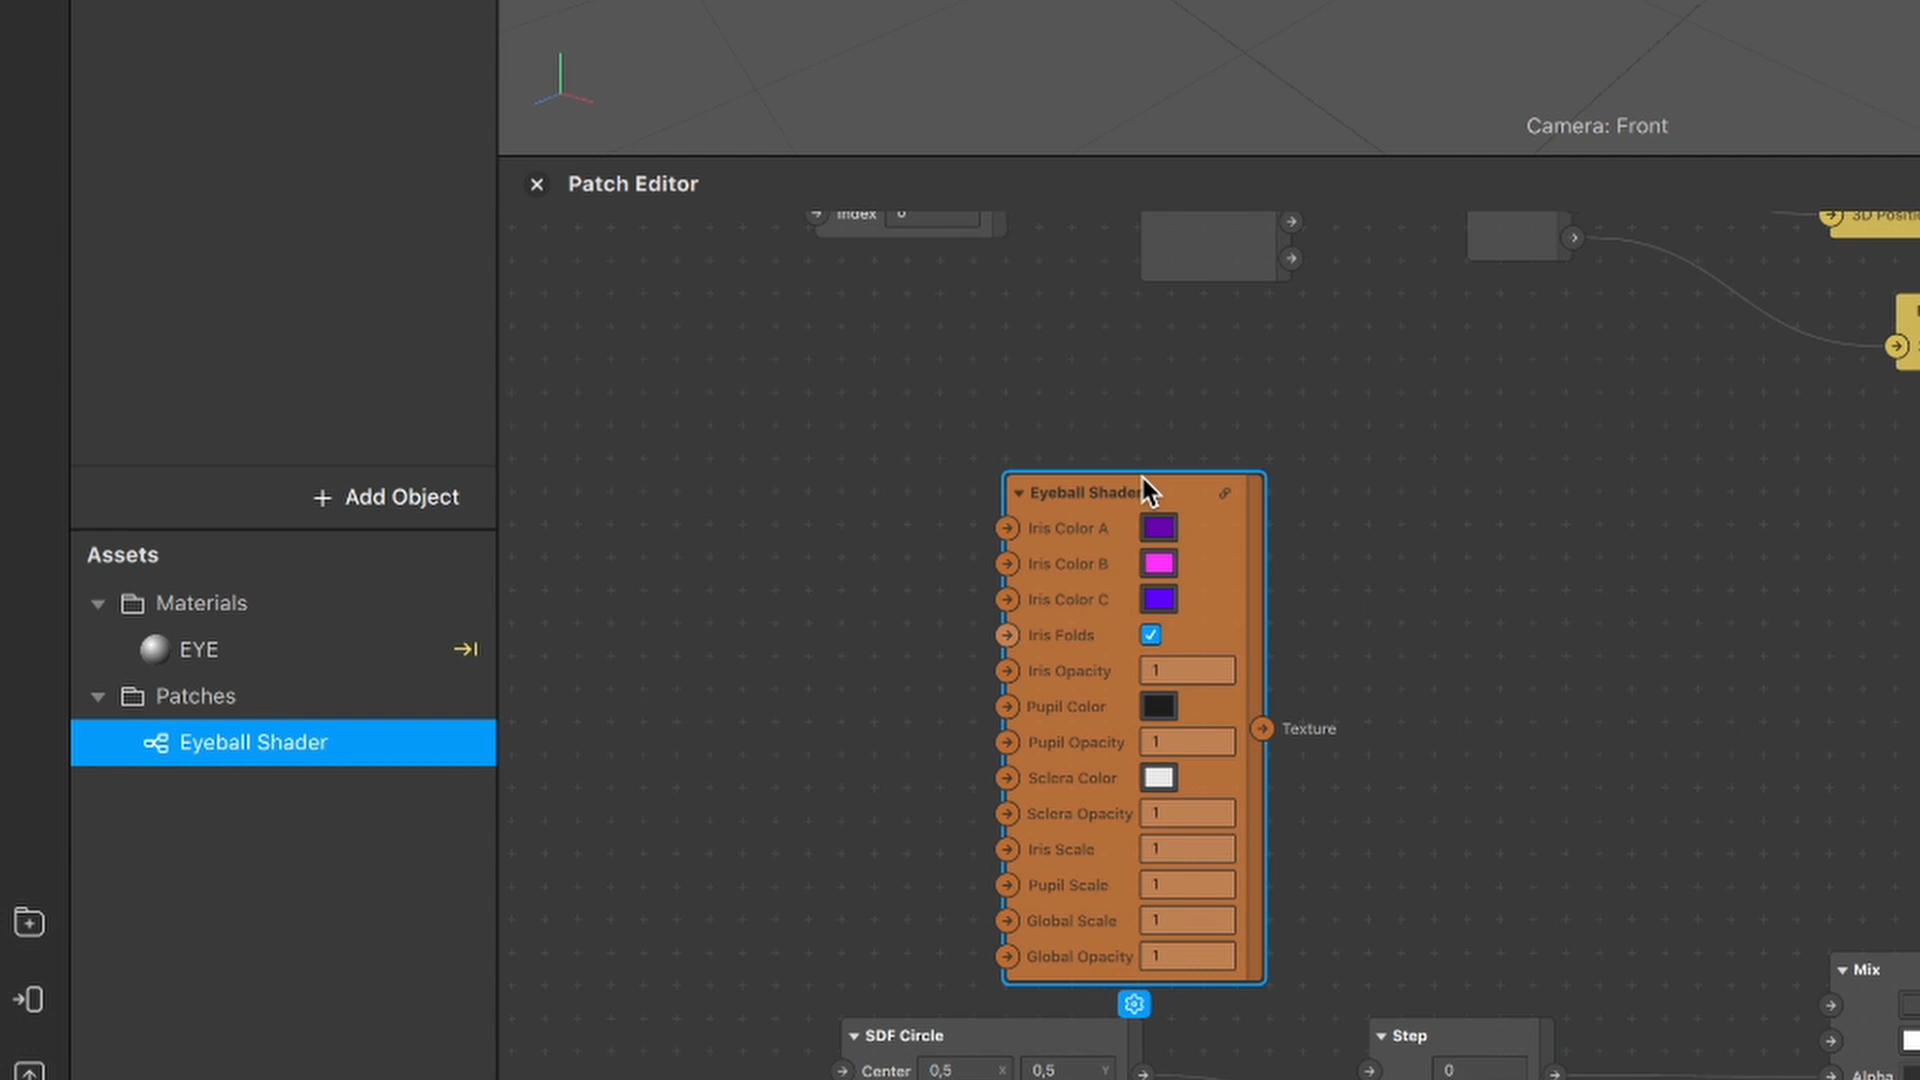 Camera: Front
Patch Editor
Index
3D Positi
Add Object
Assets
Materials
EYE
Patches
Eyeball Shader
Eyeball Shader
Iris Color A
Iris Color B
Iris Color C
Iris Folds
Iris Opacity 1
Pupil Color
Pupil Opacity 1
Texture
Sclera Color
Sclera Opacity 1
Iris Scale 1
Pupil Scale 1
Global Scale 1
Global Opacity 1
Mix
SDF Circle
Step
Center 0,5 X 0,5 Y
0
Alpha